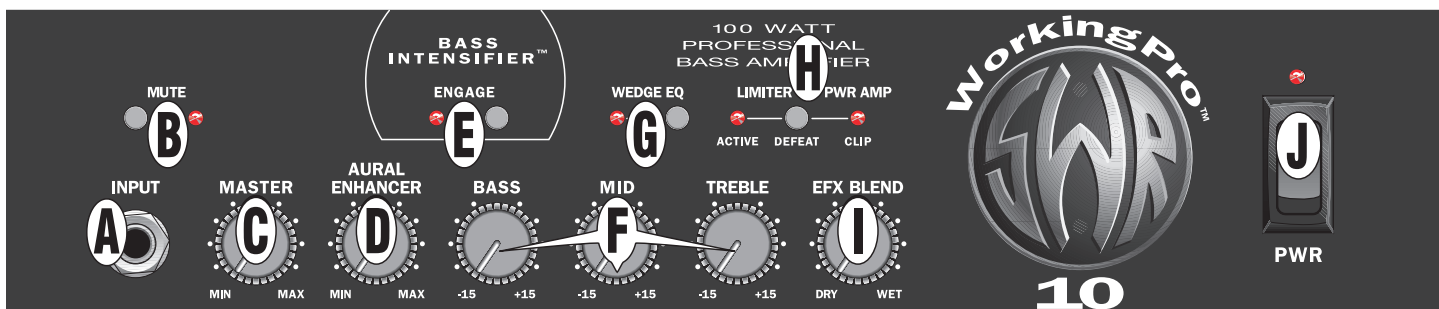 BASS
INTENSIFIER™
100 WATT
PROFESSIONAL
BASS AMPLIFIER
WorkingPro™
MUTE
B
ENGAGE
E
WEDGE EQ
G
LIMITER
H
PWR AMP
ACTIVE
DEFEAT
CLIP
SWR
J
INPUT
A
MASTER
C
MIN MAX
AURAL
ENHANCER
D
MIN MAX
BASS
-15 +15
MID
F
-15 +15
TREBLE
-15 +15
EFX BLEND
I
DRY WET
10
PWR